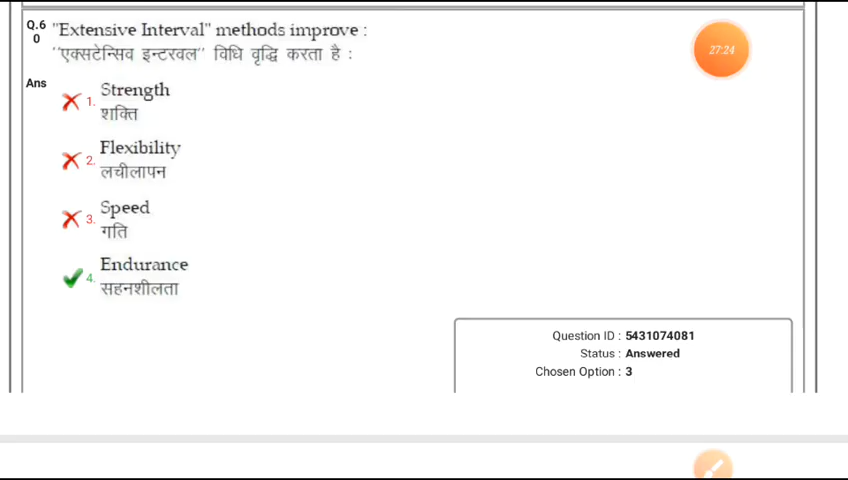 Q.6
0
"Extensive Interval" methods improve :
''एक्सटेन्सिव इन्टरवल'' विधि वृद्धि करता है :
27:24
Ans
1. Strength
शक्ति
2. Flexibility
लचीलापन
3. Speed
गति
4. Endurance
सहनशीलता
Question ID : 5431074081
Status : Answered
Chosen Option : 3